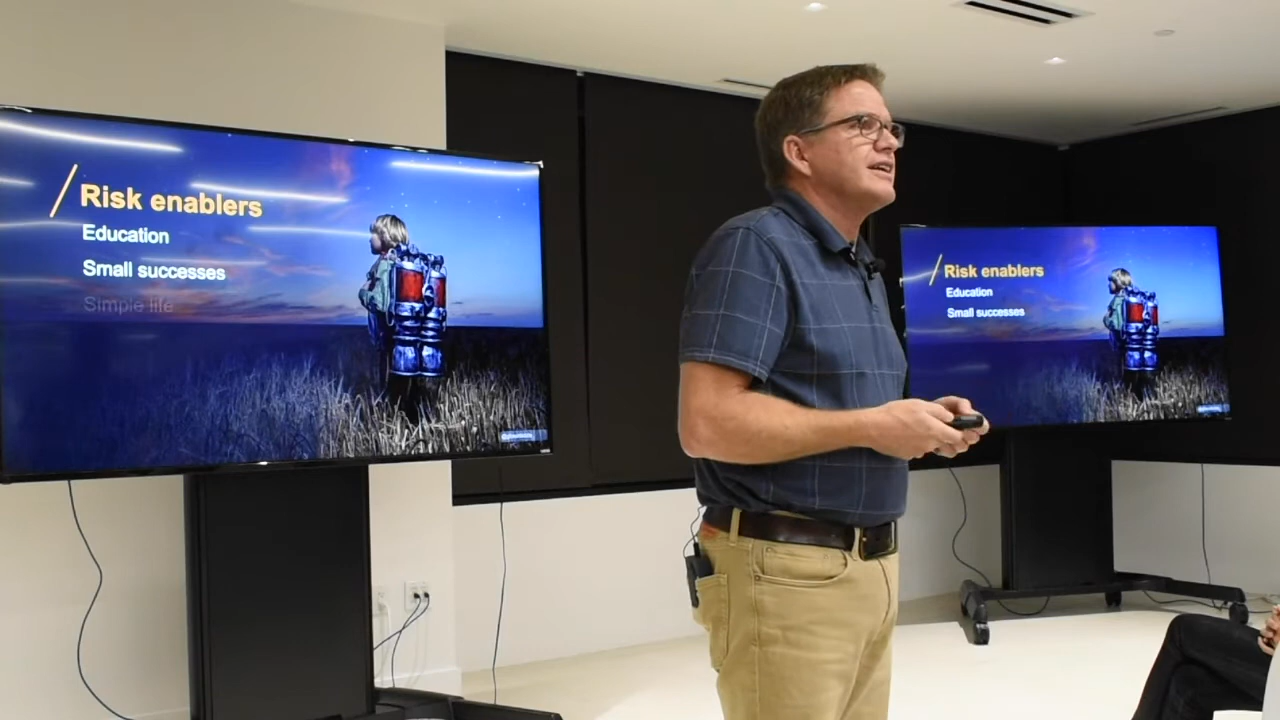 Risk enablers
Education
Small successes
Simple life
Risk enablers
Education
Small successes